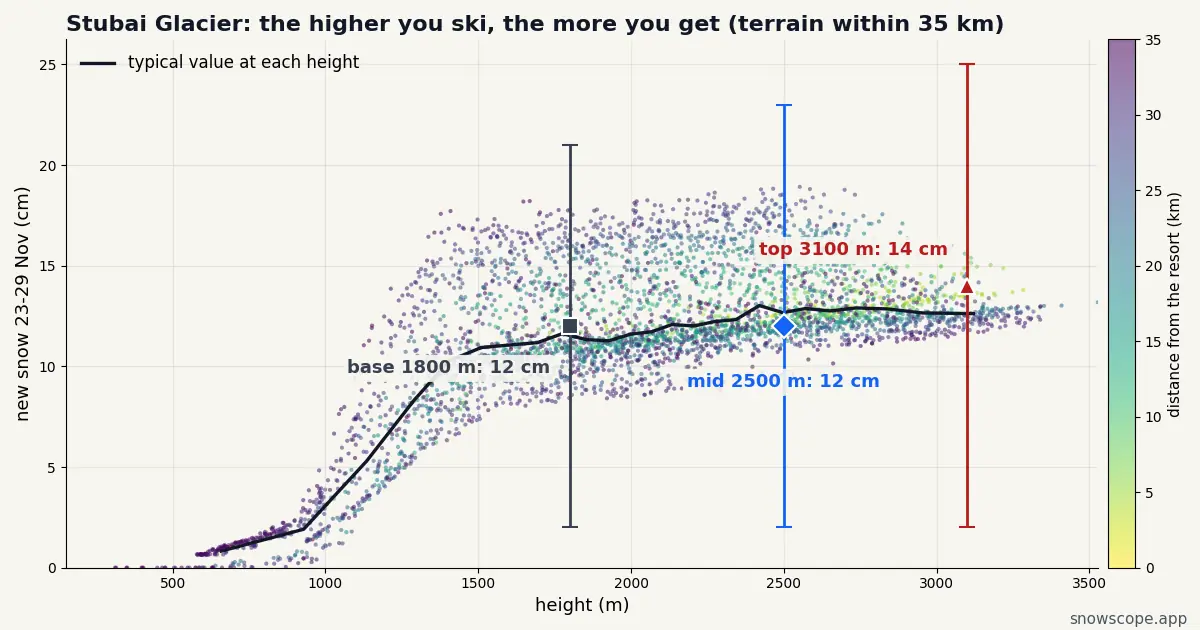 Stubai Glacier: the higher you ski, the more you get (terrain within 35 km)
typical value at each height
new snow 23-29 Nov (cm)
25
20
15
10
5
0
top 3100 m: 14 cm
base 1800 m: 12 cm
mid 2500 m: 12 cm
500
1000
1500
2000
2500
3000
3500
height (m)
35
30
25
20
15
10
5
0
distance from the resort (km)
snowscope.app